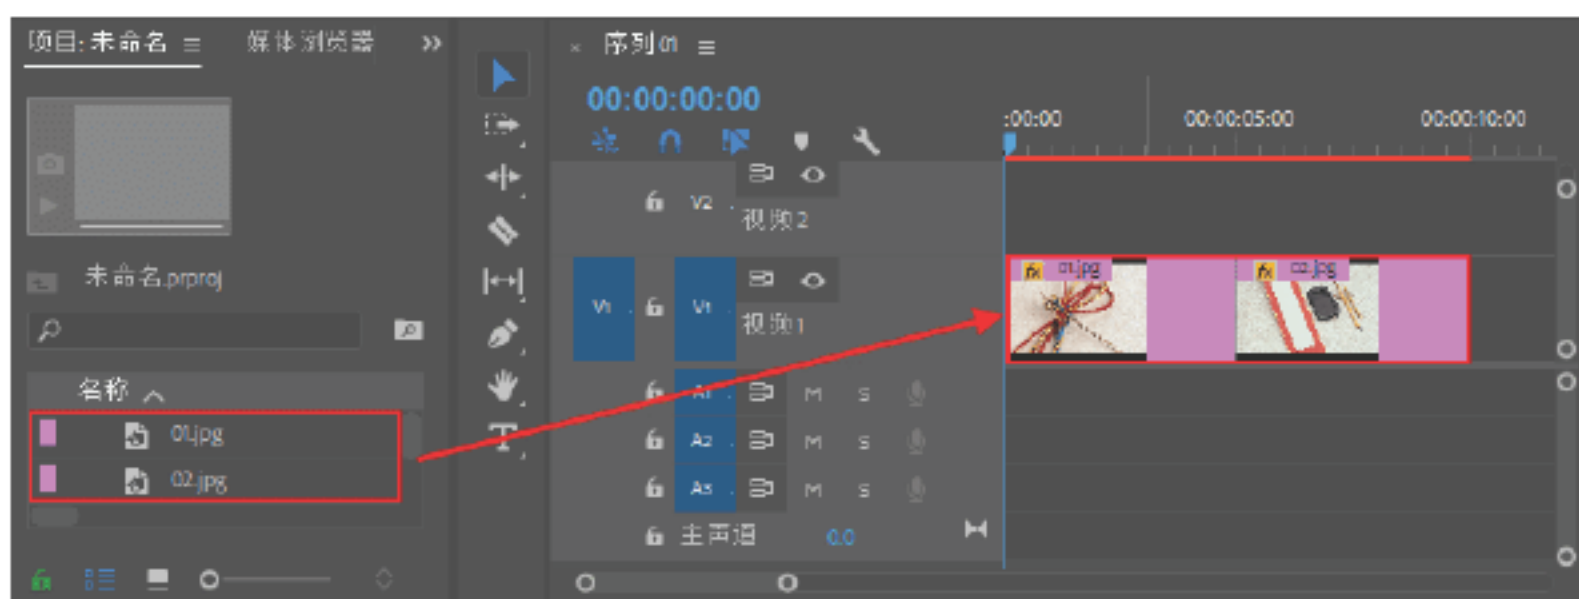 项目: 未命名
媒体浏览器
未命名.prproj
名称
01.jpg
02.jpg
× 序列 01
00:00:00:00
:00:00
00:00:05:00
00:00:10:00
V2
视频 2
V1
V1
视频 1
fx 01.jpg
fx 02.jpg
A1
M
S
A2
M
S
A3
M
S
主声道
0.0